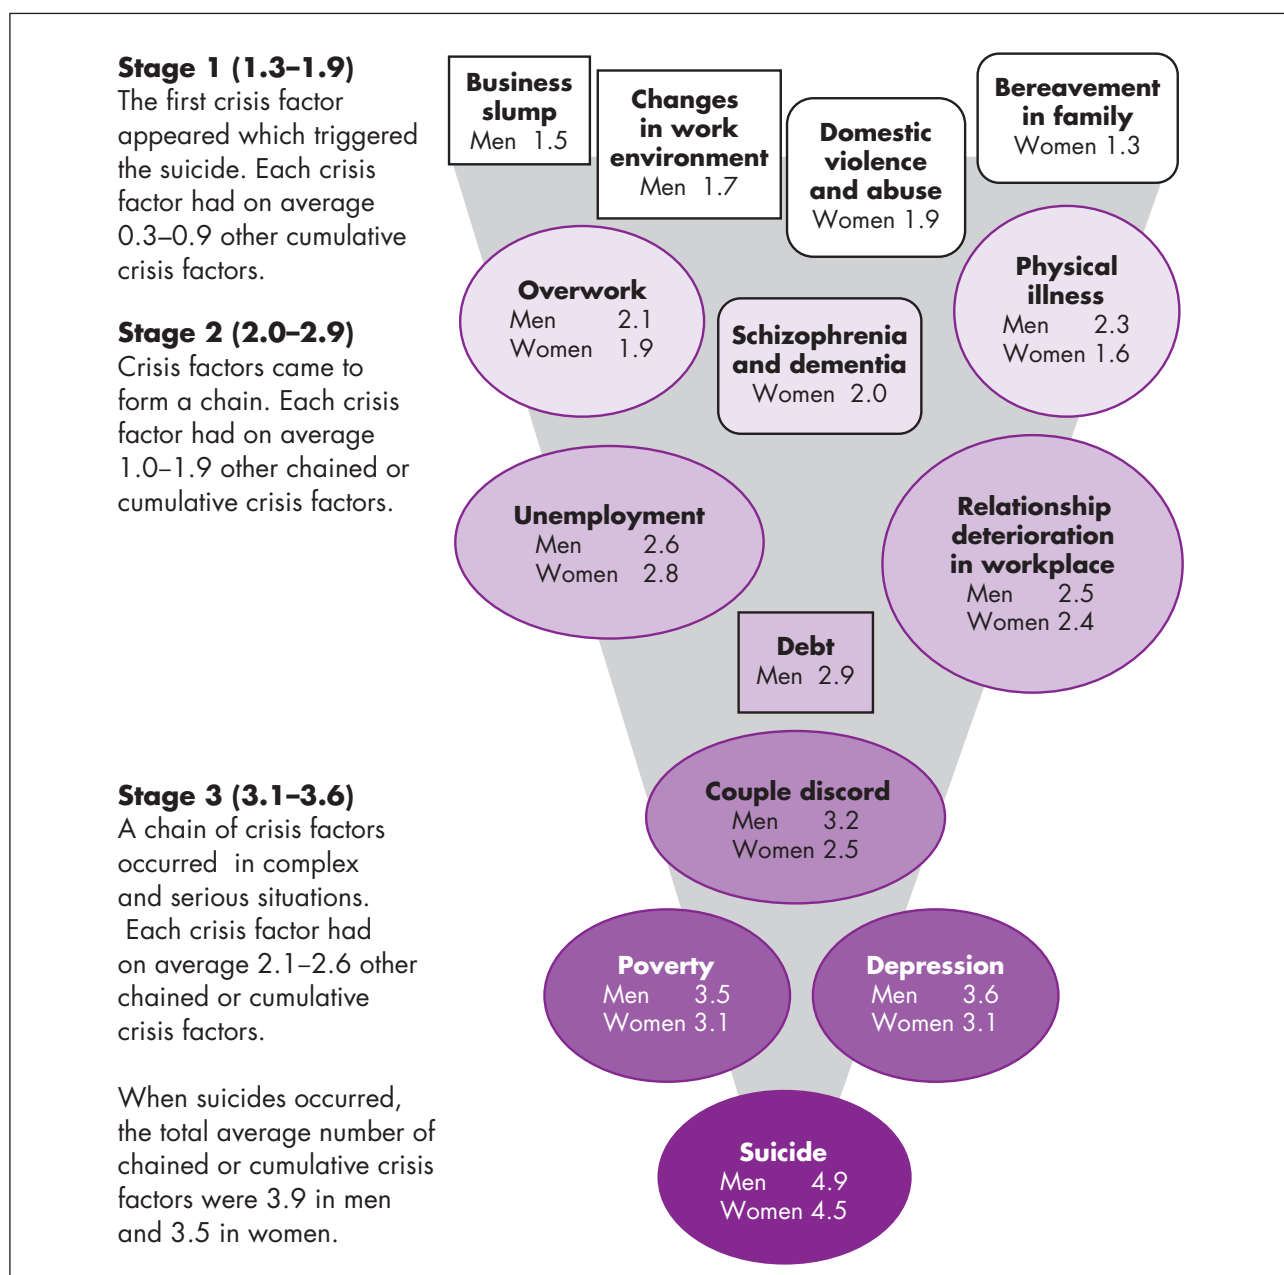 Stage 1 (1.3–1.9)
The first crisis factor
appeared which triggered
the suicide. Each crisis
factor had on average
0.3–0.9 other cumulative
crisis factors.
Stage 2 (2.0–2.9)
Crisis factors came to
form a chain. Each crisis
factor had on average
1.0–1.9 other chained or
cumulative crisis factors.
Stage 3 (3.1–3.6)
A chain of crisis factors
occurred in complex
and serious situations.
Each crisis factor had
on average 2.1–2.6 other
chained or cumulative
crisis factors.
When suicides occurred,
the total average number of
chained or cumulative crisis
factors were 3.9 in men
and 3.5 in women.
Business
slump
Men 1.5
Changes
in work
environment
Men 1.7
Domestic
violence
and abuse
Women 1.9
Bereavement
in family
Women 1.3
Overwork
Men 2.1
Women 1.9
Schizophrenia
and dementia
Women 2.0
Physical
illness
Men 2.3
Women 1.6
Unemployment
Men 2.6
Women 2.8
Relationship
deterioration
in workplace
Men 2.5
Women 2.4
Debt
Men 2.9
Couple discord
Men 3.2
Women 2.5
Poverty
Men 3.5
Women 3.1
Depression
Men 3.6
Women 3.1
Suicide
Men 4.9
Women 4.5